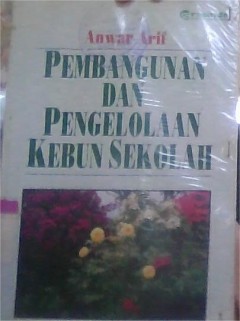 Anwar Arif
PEMBANGUNAN
DAN
PENGELOLAAN
KEBUN SEKOLAH